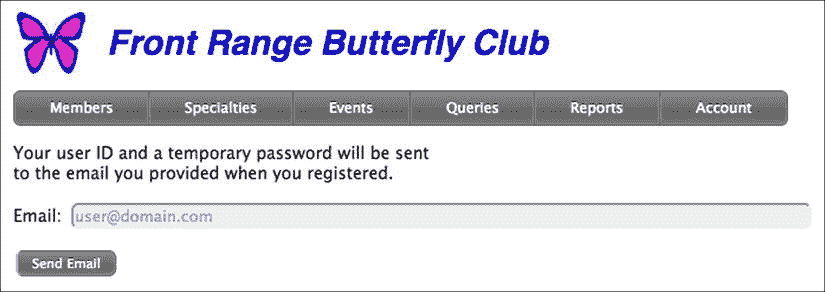 Front Range Butterfly Club
Members Specialties Events Queries Reports Account
Your user ID and a temporary password will be sent
to the email you provided when you registered.
Email: user@domain.com
Send Email